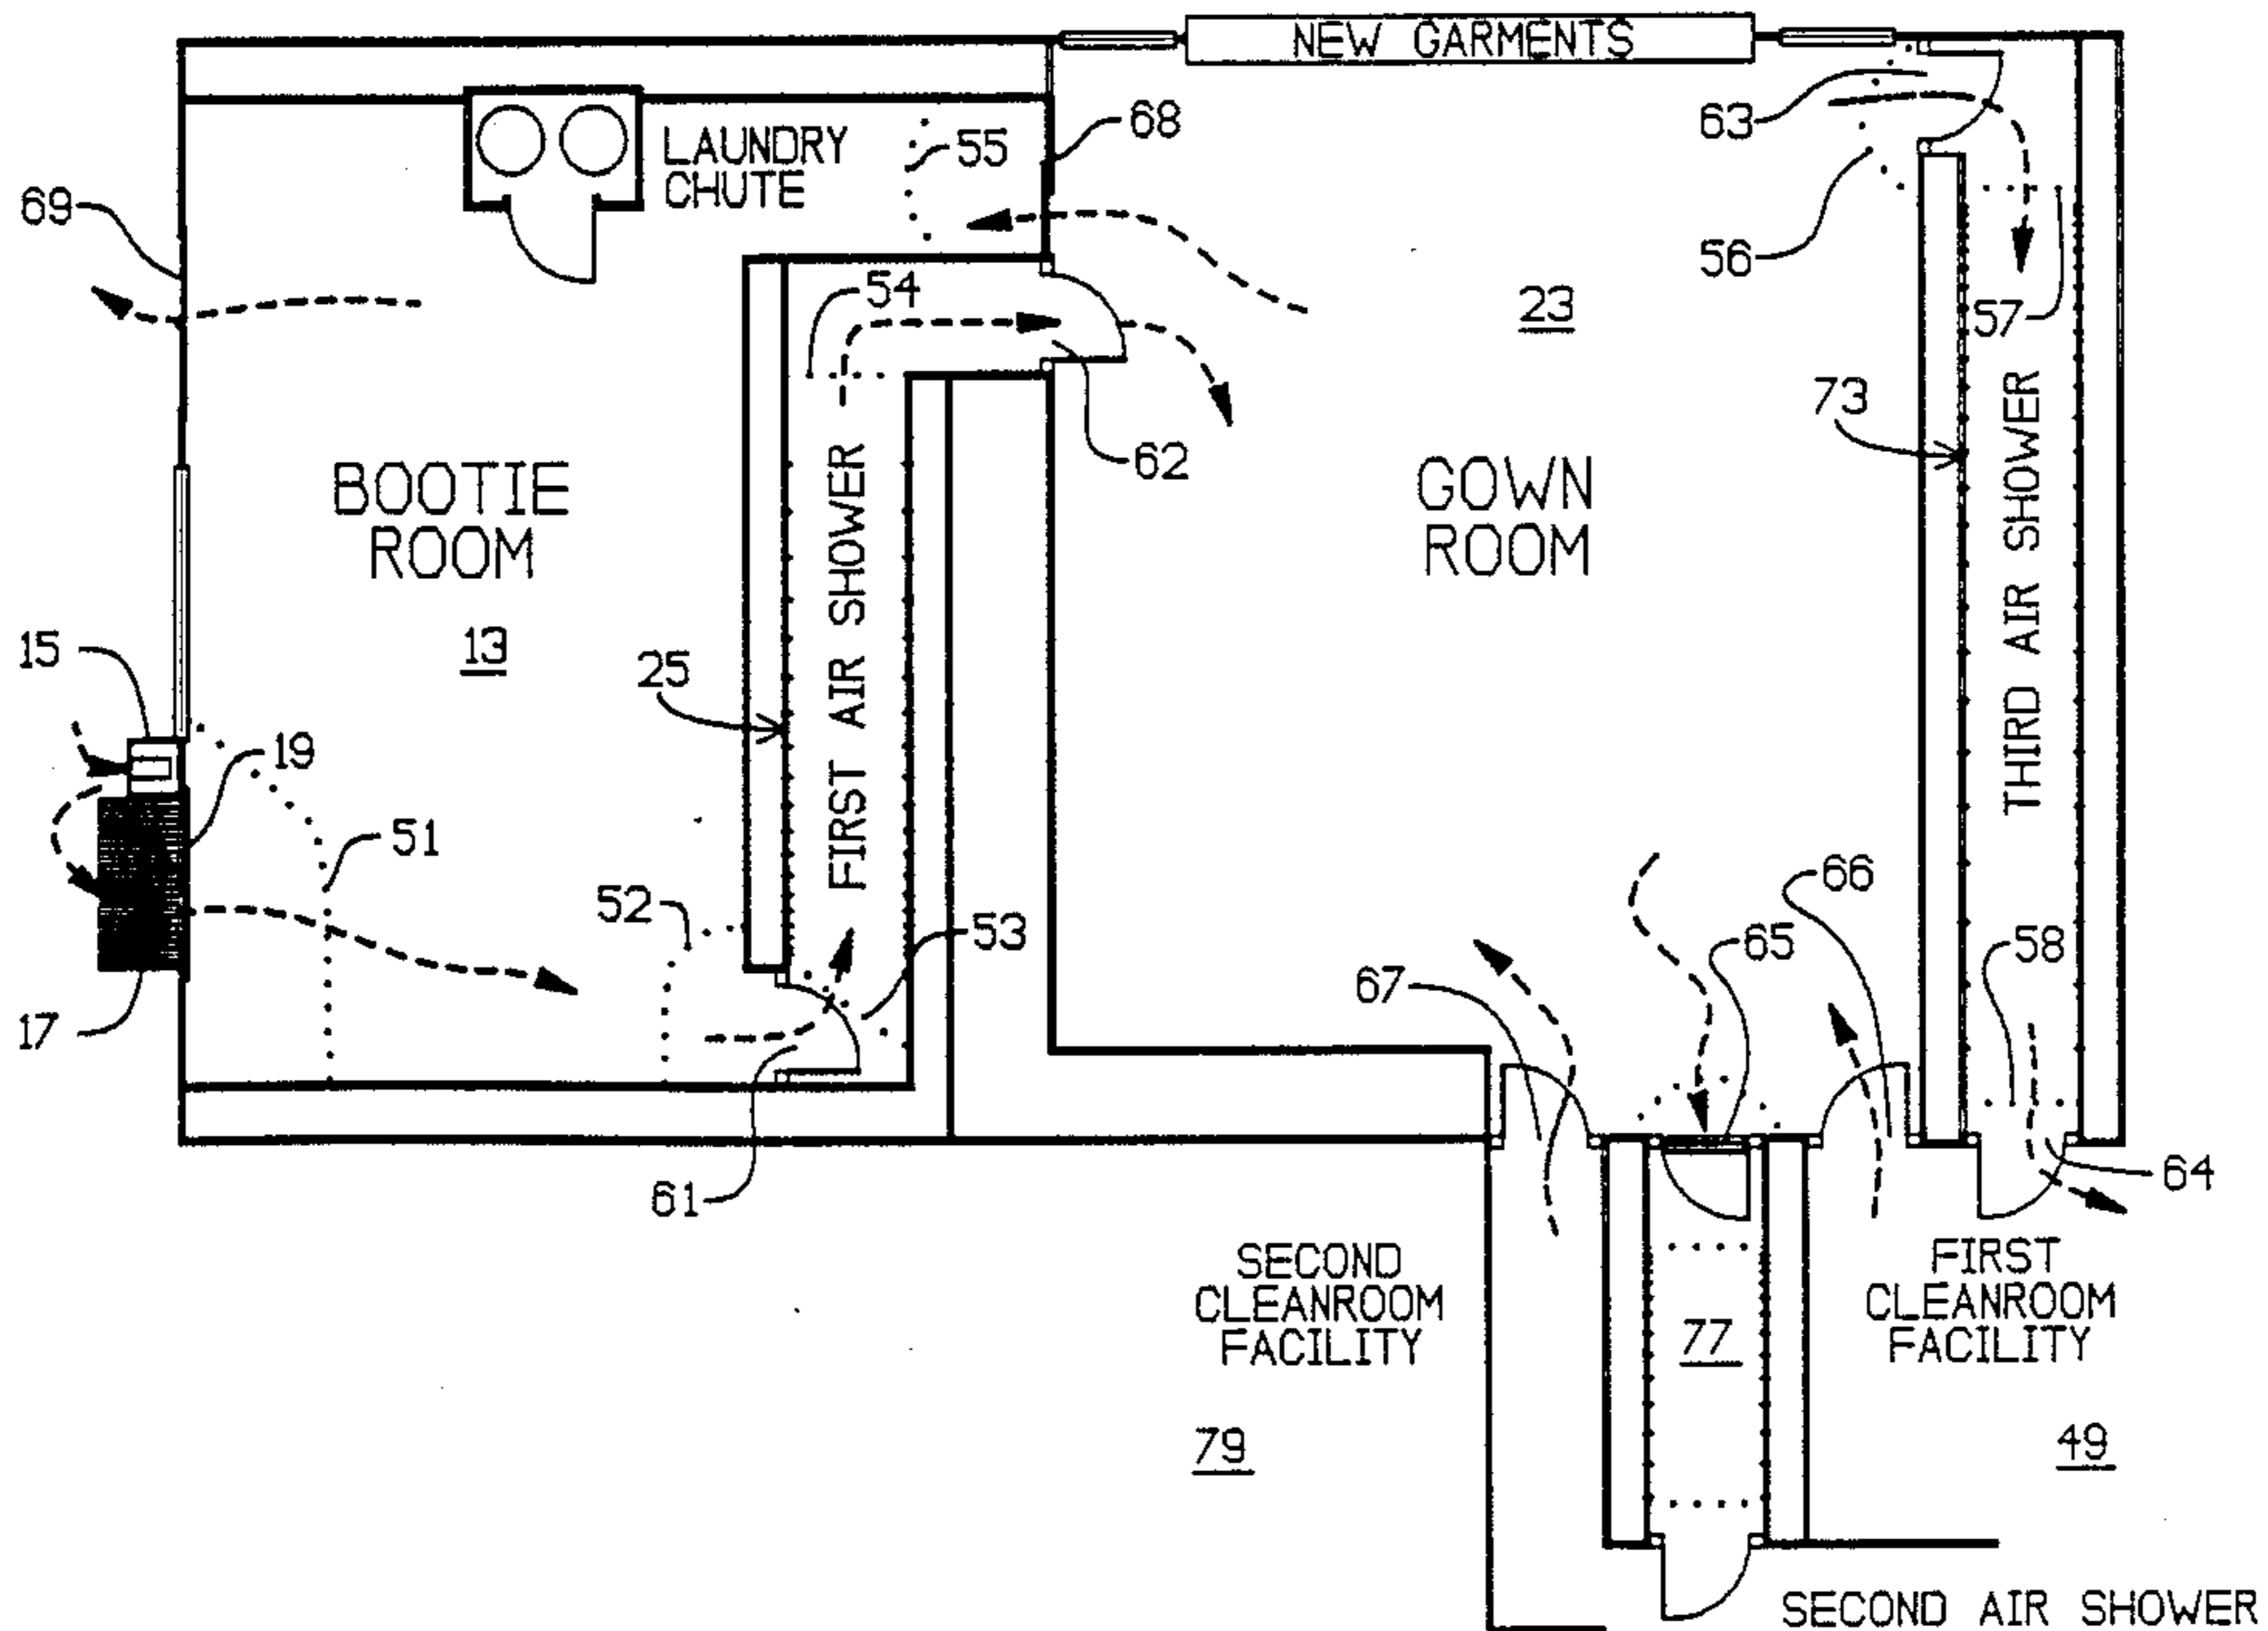 NEW GARMENTS
63
68
LAUNDRY
CHUTE
55
69
56
54
23
57
73
62
BOOTIE
ROOM
GOWN
ROOM
FIRST AIR SHOWER
THIRD AIR SHOWER
15
13
25
19
51
52
53
66
65
58
67
17
61
64
SECOND
CLEANROOM
FACILITY
FIRST
CLEANROOM
FACILITY
77
79
49
SECOND AIR SHOWER